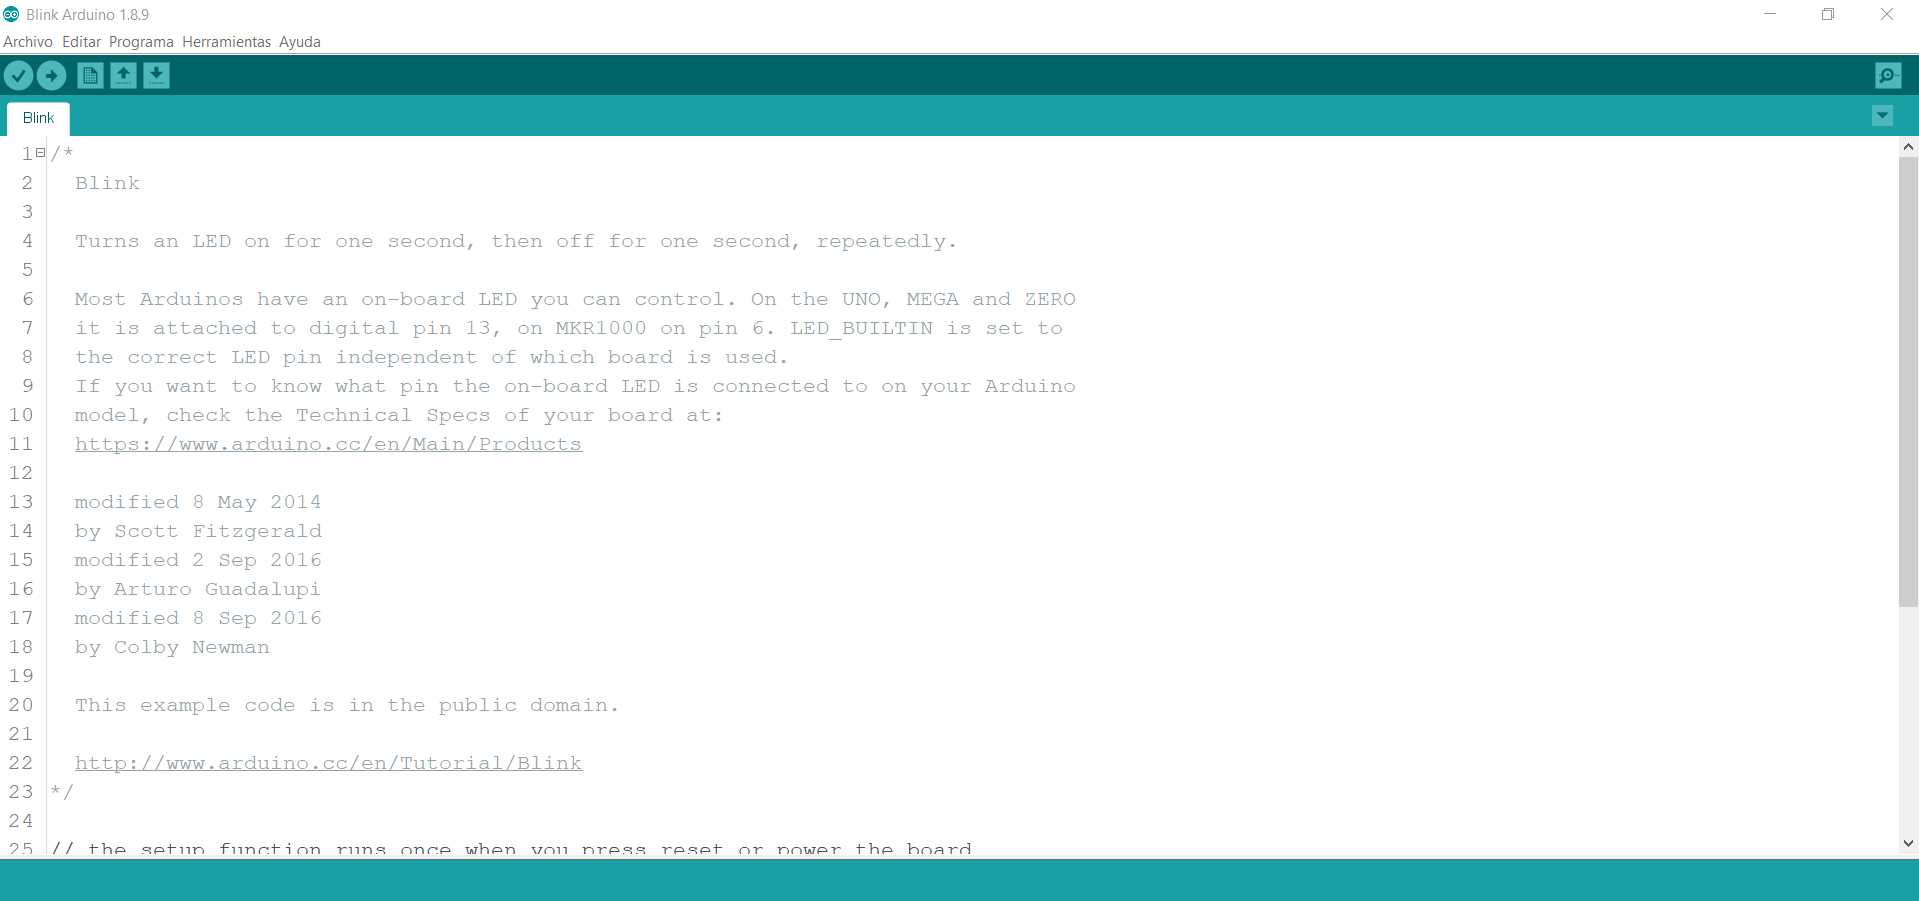 Blink Arduino 1.8.9
Archivo Editar Programa Herramientas Ayuda
Blink
1 /*
2 Blink
3
4 Turns an LED on for one second, then off for one second, repeatedly.
5
6 Most Arduinos have an on-board LED you can control. On the UNO, MEGA and ZERO
7 it is attached to digital pin 13, on MKR1000 on pin 6. LED_BUILTIN is set to
8 the correct LED pin independent of which board is used.
9 If you want to know what pin the on-board LED is connected to on your Arduino
10 model, check the Technical Specs of your board at:
11 https://www.arduino.cc/en/Main/Products
12
13 modified 8 May 2014
14 by Scott Fitzgerald
15 modified 2 Sep 2016
16 by Arturo Guadalupi
17 modified 8 Sep 2016
18 by Colby Newman
19
20 This example code is in the public domain.
21
22 http://www.arduino.cc/en/Tutorial/Blink
23 */
24
25 // the setup function runs once when you press reset or power the board